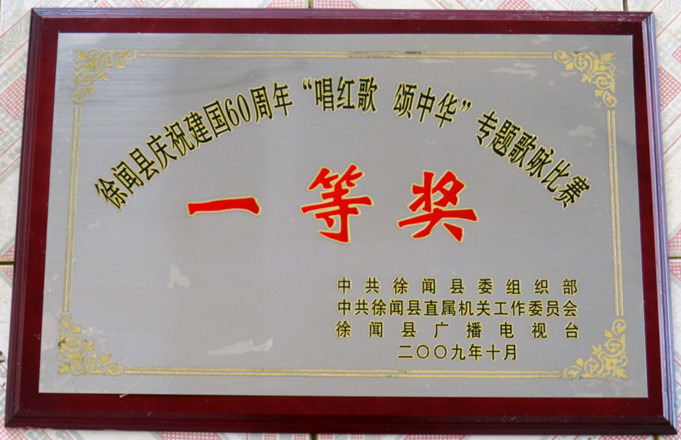 徐闻县庆祝建国60周年“唱红歌 颂中华”专题歌咏比赛
一等奖
中共徐闻县委组织部
中共徐闻县直属机关工作委员会
徐闻县广播电视台
二〇〇九年十月